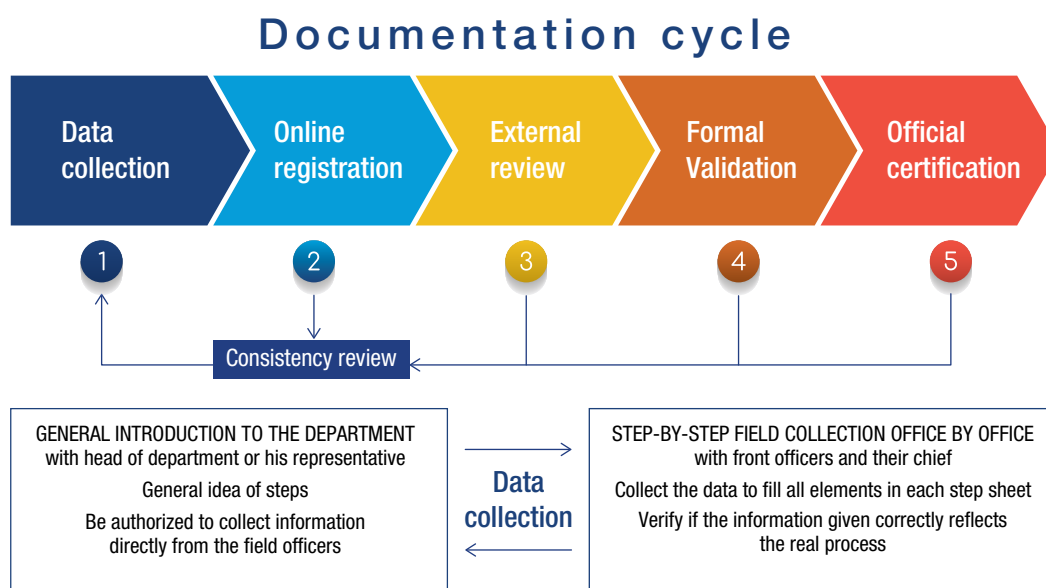 Documentation cycle
Data
collection
Online
registration
External
review
Formal
Validation
Official
certification
1
2
3
4
5
Consistency review
GENERAL INTRODUCTION TO THE DEPARTMENT
with head of department or his representative
General idea of steps
Be authorized to collect information
directly from the field officers
Data
collection
STEP-BY-STEP FIELD COLLECTION OFFICE BY OFFICE
with front officers and their chief
Collect the data to fill all elements in each step sheet
Verify if the information given correctly reflects
the real process